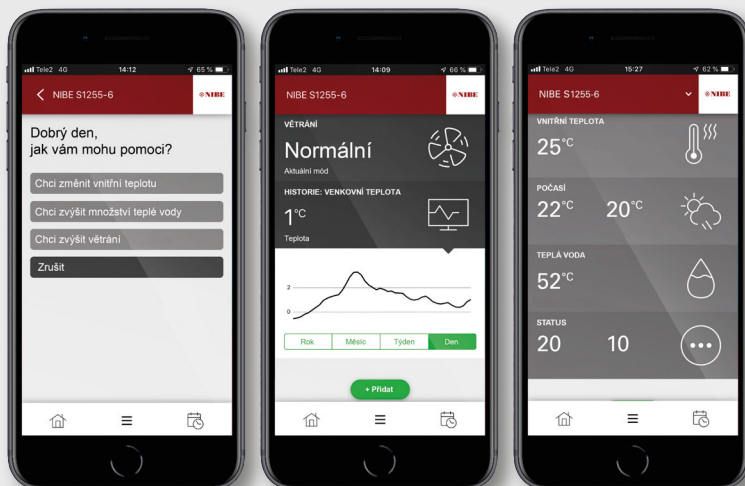 Tele2 4G 14:12 65 %
NIBE S1255-6
NIBE
Dobrý den,
jak vám mohu pomoci?
Chci změnit vnitřní teplotu
Chci zvýšit množství teplé vody
Chci zvýšit větrání
Zrušit
Tele2 4G 14:09 66 %
NIBE S1255-6
NIBE
VĚTRÁNÍ
Normální
Aktuální mód
HISTORIE: VENKOVNÍ TEPLOTA
1°C
Teplota
2
0
Rok Měsíc Týden Den
+ Přidat
Tele2 4G 15:27 62 %
NIBE S1255-6
NIBE
VNITŘNÍ TEPLOTA
25°C
POČASÍ
22°C 20°C
TEPLÁ VODA
52°C
STATUS
20 10